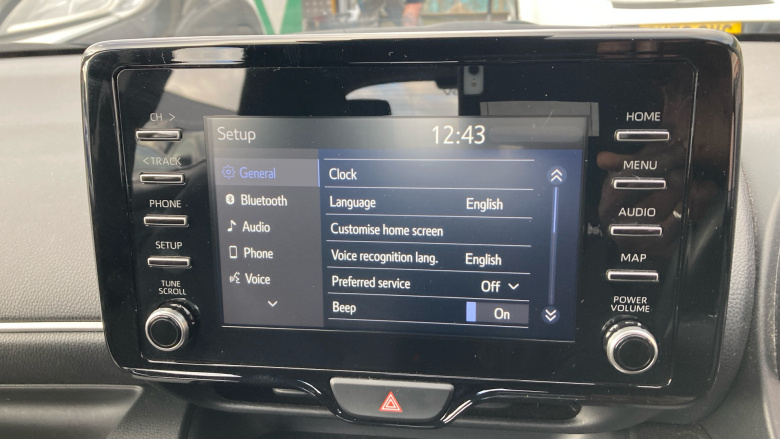 CH >
< TRACK
PHONE
SETUP
TUNE
SCROLL
Setup 12:43
General
Bluetooth
Audio
Phone
Voice
Clock
Language English
Customise home screen
Voice recognition lang. English
Preferred service Off
Beep On
HOME
MENU
AUDIO
MAP
POWER
VOLUME